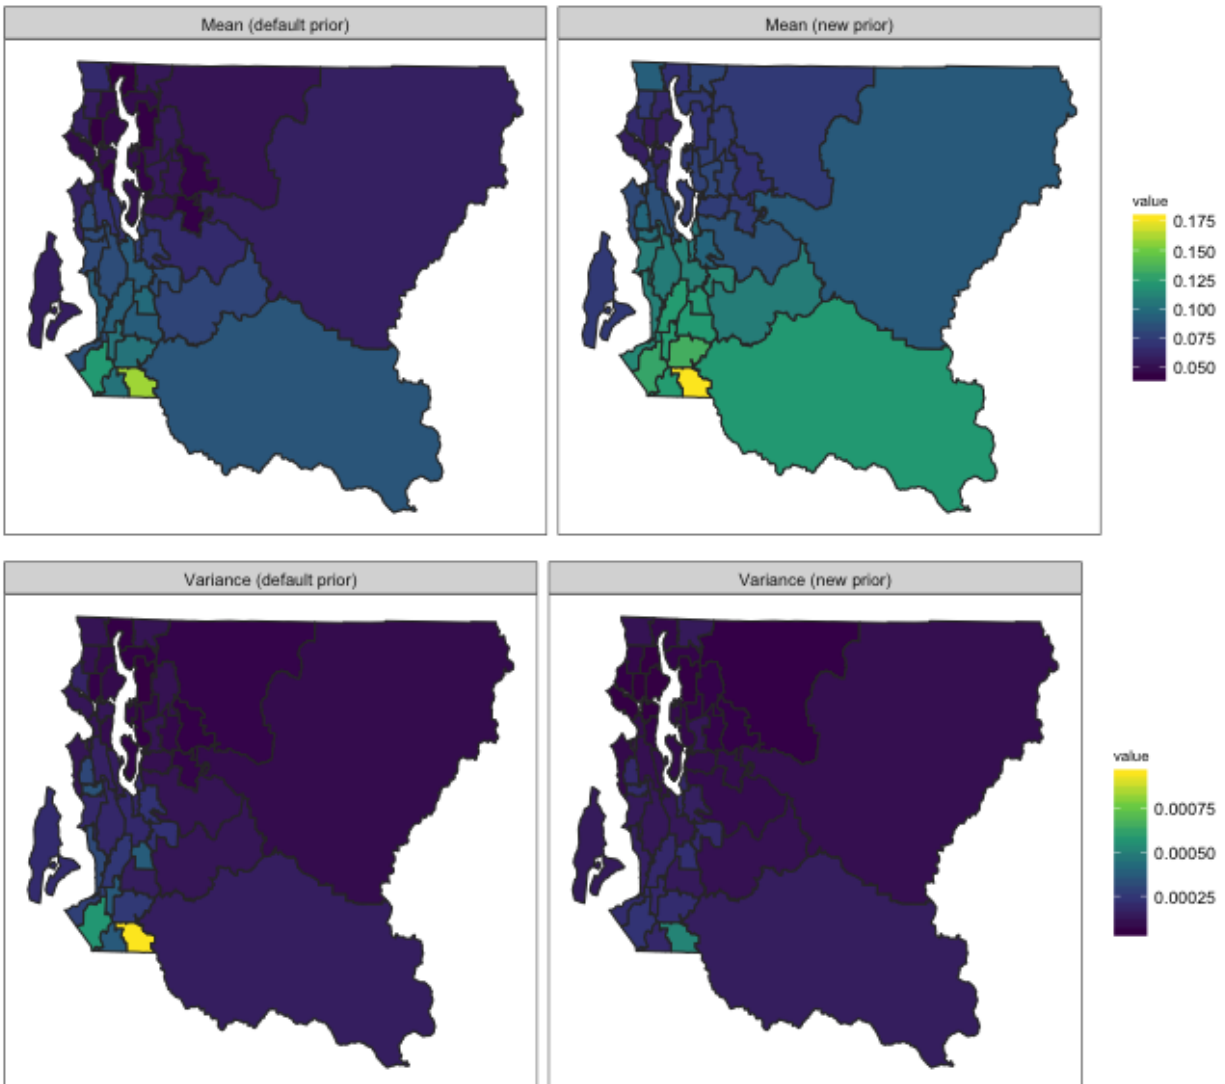 Mean (default prior)
Mean (new prior)
value
0.175
0.150
0.125
0.100
0.075
0.050
Variance (default prior)
Variance (new prior)
value
0.00075
0.00050
0.00025